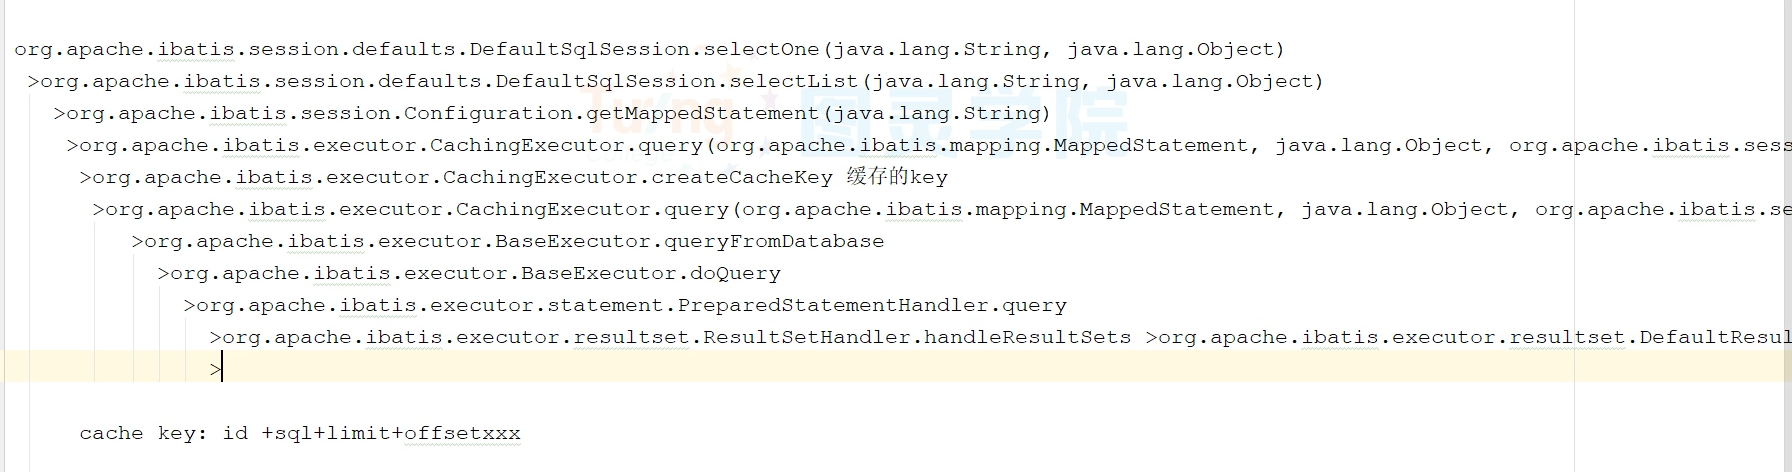 org.apache.ibatis.session.defaults.DefaultSqlSession.selectOne(java.lang.String, java.lang.Object)
>org.apache.ibatis.session.defaults.DefaultSqlSession.selectList(java.lang.String, java.lang.Object)
>org.apache.ibatis.session.Configuration.getMappedStatement(java.lang.String)
>org.apache.ibatis.executor.CachingExecutor.query(org.apache.ibatis.mapping.MappedStatement, java.lang.Object, org.apache.ibatis.sess
>org.apache.ibatis.executor.CachingExecutor.createCacheKey 缓存的key
>org.apache.ibatis.executor.CachingExecutor.query(org.apache.ibatis.mapping.MappedStatement, java.lang.Object, org.apache.ibatis.se
>org.apache.ibatis.executor.BaseExecutor.queryFromDatabase
>org.apache.ibatis.executor.BaseExecutor.doQuery
>org.apache.ibatis.executor.statement.PreparedStatementHandler.query
>org.apache.ibatis.executor.resultset.ResultSetHandler.handleResultSets >org.apache.ibatis.executor.resultset.DefaultResul
>
cache key: id +sql+limit+offsetxxx
Turing 图灵学院
College